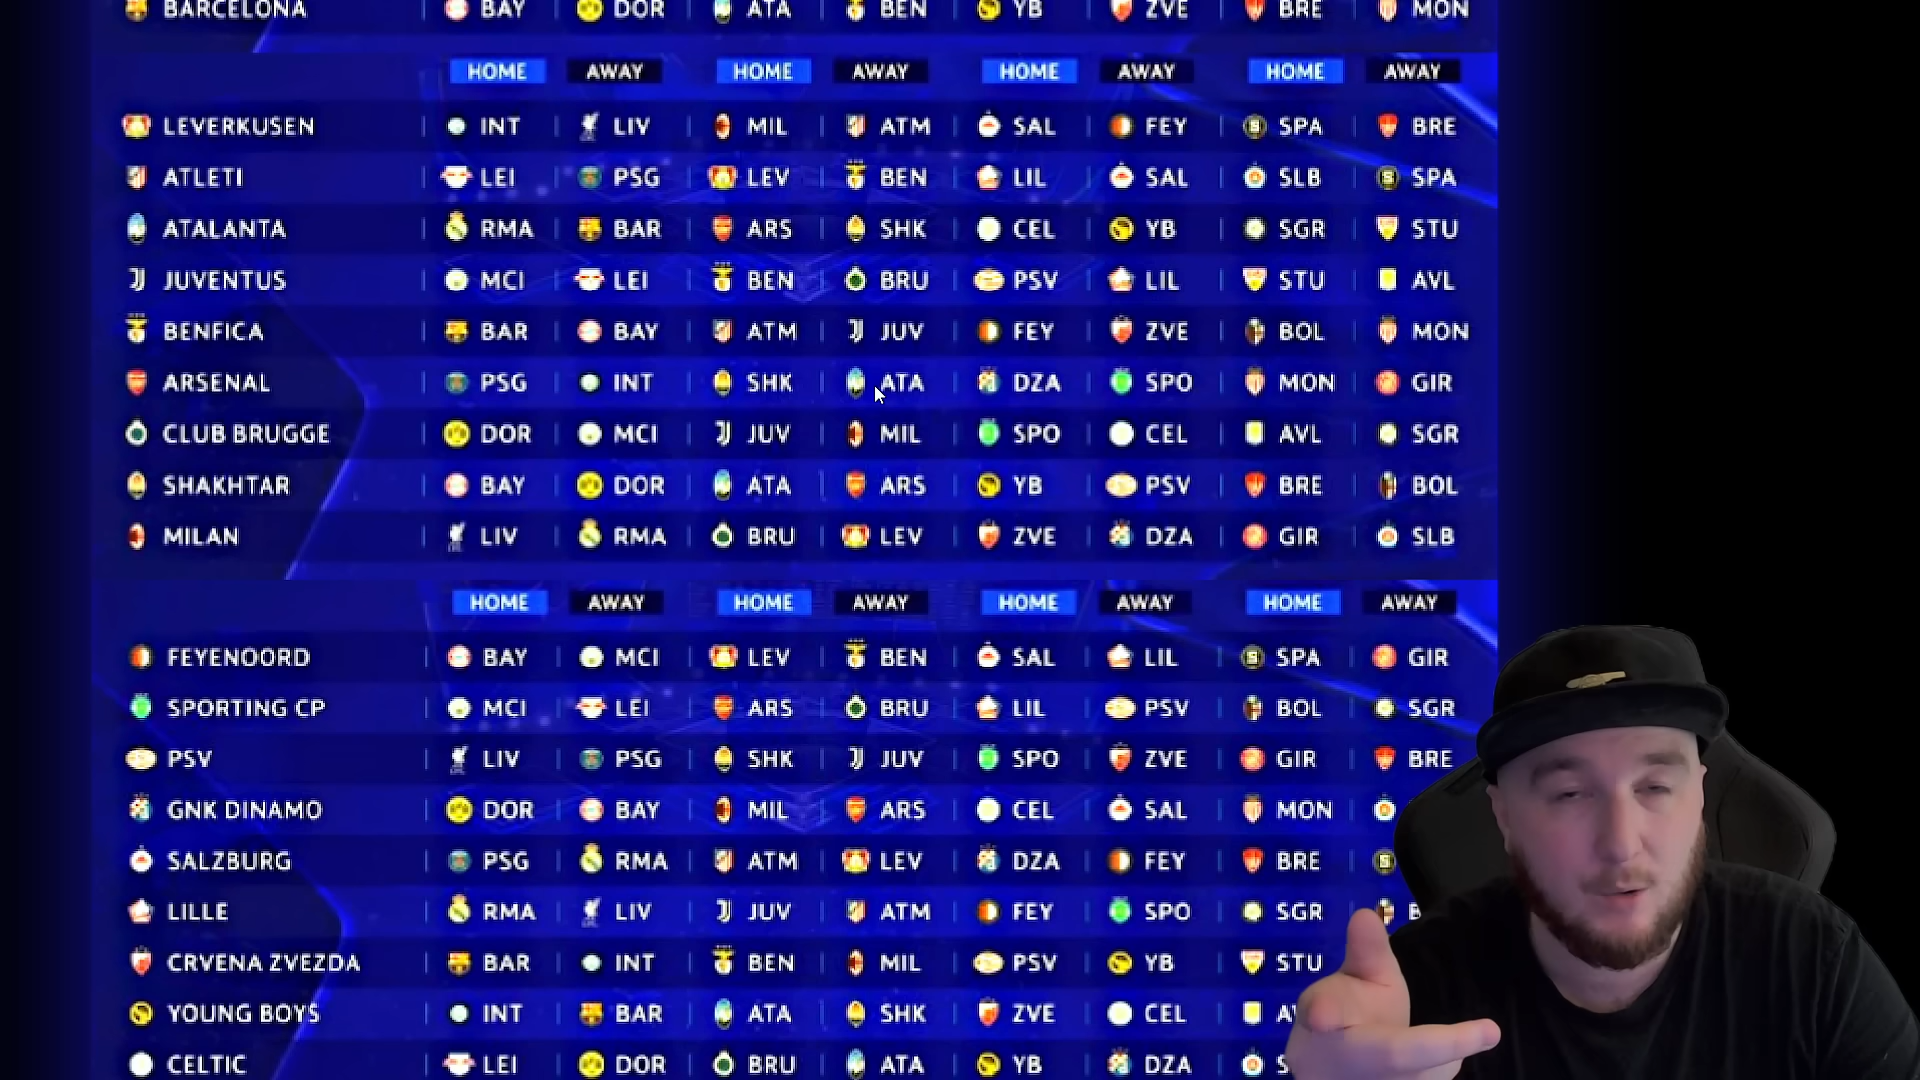 BARCELONA BAY DOR ATA BEN YB ZVE BRE MON
HOME AWAY HOME AWAY HOME AWAY HOME AWAY
LEVERKUSEN INT LIV MIL ATM SAL FEY SPA BRE
ATLETI LEI PSG LEV BEN LIL SAL SLB SPA
ATALANTA RMA BAR ARS SHK CEL YB SGR STU
JUVENTUS MCI LEI BEN BRU PSV LIL STU AVL
BENFICA BAR BAY ATM JUV FEY ZVE BOL MON
ARSENAL PSG INT SHK ATA DZA SPO MON GIR
CLUB BRUGGE DOR MCI JUV MIL SPO CEL AVL SGR
SHAKHTAR BAY DOR ATA ARS YB PSV BRE BOL
MILAN LIV RMA BRU LEV ZVE DZA GIR SLB
HOME AWAY HOME AWAY HOME AWAY HOME AWAY
FEYENOORD BAY MCI LEV BEN SAL LIL SPA GIR
SPORTING CP MCI LEI ARS BRU LIL PSV BOL SGR
PSV LIV PSG SHK JUV SPO ZVE GIR BRE
GNK DINAMO DOR BAY MIL ARS CEL SAL MON
SALZBURG PSG RMA ATM LEV DZA FEY BRE
LILLE RMA LIV JUV ATM FEY SPO SGR
CRVENA ZVEZDA BAR INT BEN MIL PSV YB STU
YOUNG BOYS INT BAR ATA SHK ZVE CEL
CELTIC LEI DOR BRU ATA YB DZA